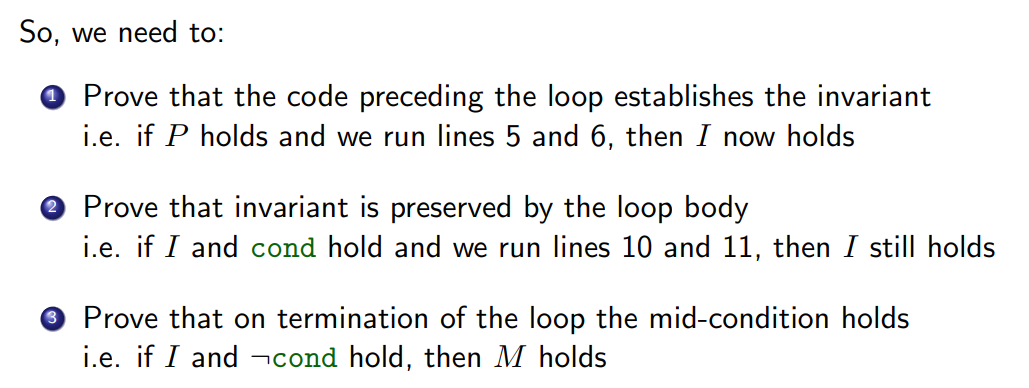 So, we need to:
1 Prove that the code preceding the loop establishes the invariant
i.e. if P holds and we run lines 5 and 6, then I now holds
2 Prove that invariant is preserved by the loop body
i.e. if I and cond hold and we run lines 10 and 11, then I still holds
3 Prove that on termination of the loop the mid-condition holds
i.e. if I and ¬cond hold, then M holds